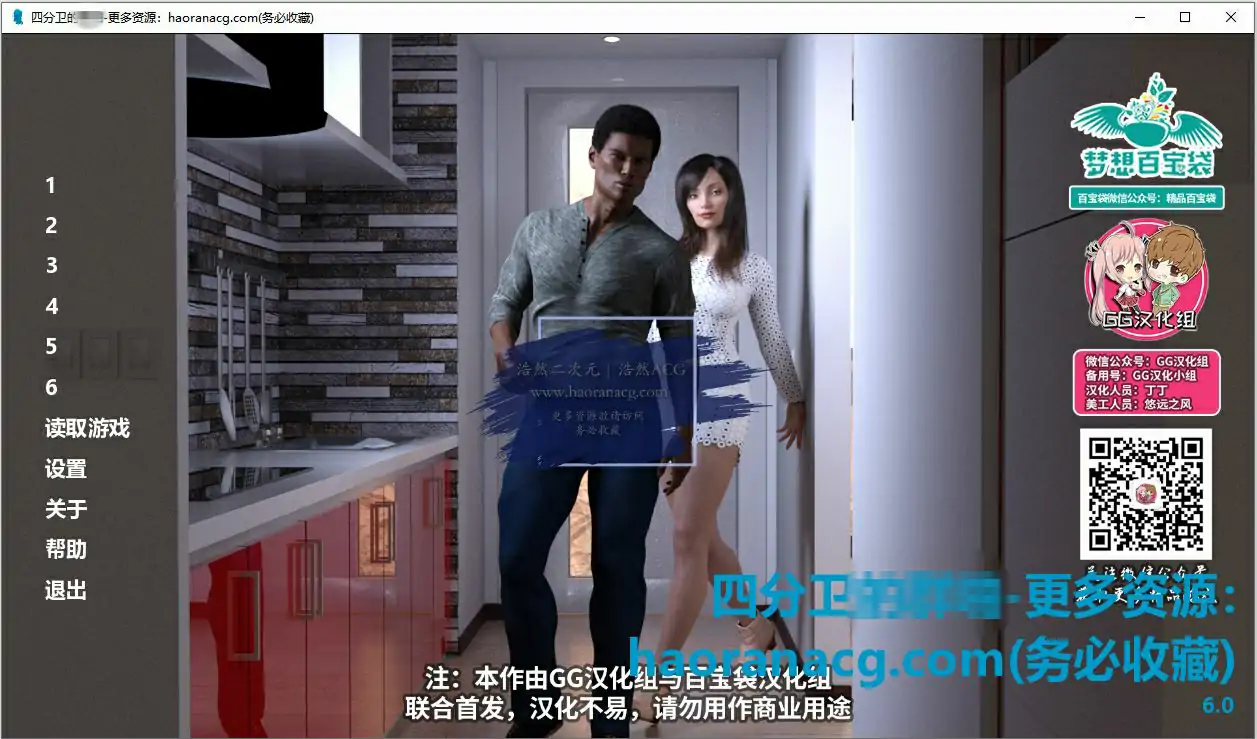 四分卫的 -更多资源：haoranacg.com(务必收藏)
1
2
3
4
5
6
读取游戏
设置
关于
帮助
退出
浩然二次元 | 浩然ACG
www.haoranacg.com
更多资源敬请访问
务必收藏
梦想百宝袋
百宝袋微信公众号：精品百宝袋
GG汉化组
微信公众号：GG汉化组
备用号：GG汉化小组
汉化人员：丁丁
美工人员：悠远之风
关注微信公众号
四分卫 -更多资源：
haoranacg.com(务必收藏)
注：本作由GG汉化组与百宝袋汉化组
联合首发，汉化不易，请勿用作商业用途
6.0